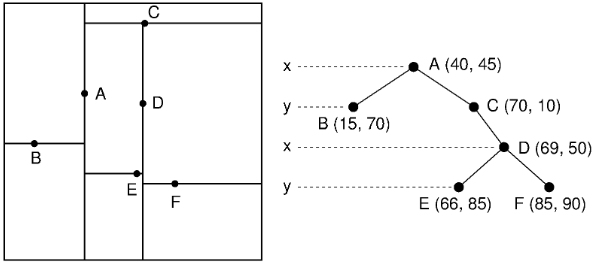 C
A
D
B
E
F
x
A (40, 45)
y
B (15, 70)
C (70, 10)
x
D (69, 50)
y
E (66, 85)
F (85, 90)